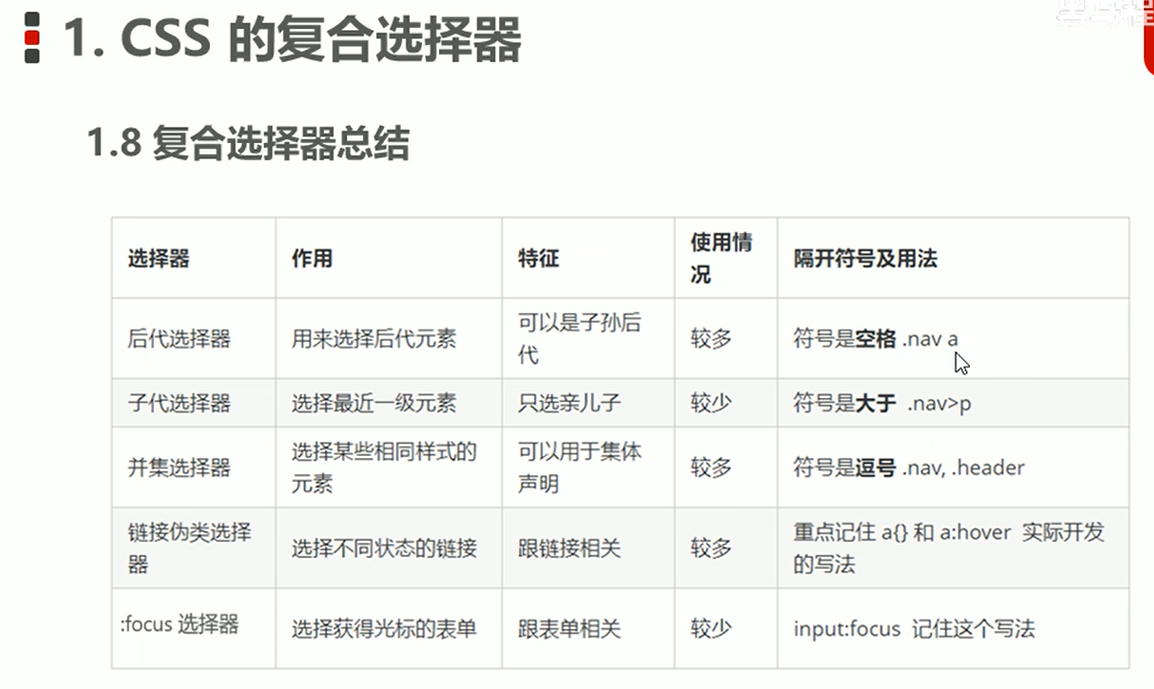 1. CSS 的复合选择器
1.8 复合选择器总结
选择器 作用 特征 使用情况 隔开符号及用法
后代选择器 用来选择后代元素 可以是子孙后代 较多 符号是空格 .nav a
子代选择器 选择最近一级元素 只选亲儿子 较少 符号是大于 .nav>p
并集选择器 选择某些相同样式的元素 可以用于集体声明 较多 符号是逗号 .nav, .header
链接伪类选择器 选择不同状态的链接 跟链接相关 较多 重点记住 a{} 和 a:hover 实际开发的写法
:focus 选择器 选择获得光标的表单 跟表单相关 较少 input:focus 记住这个写法